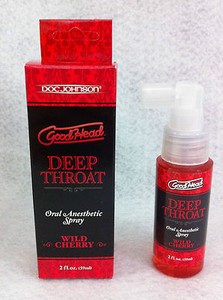 DOC JOHNSON
GoodHead
DEEP
THROAT
Oral Anesthetic
Spray
WILD
CHERRY
2 fl. oz. (59ml)
GoodHead
DEEP
THROAT
Oral Anesthetic
Spray
WILD
CHERRY
2 fl. oz. (59ml)